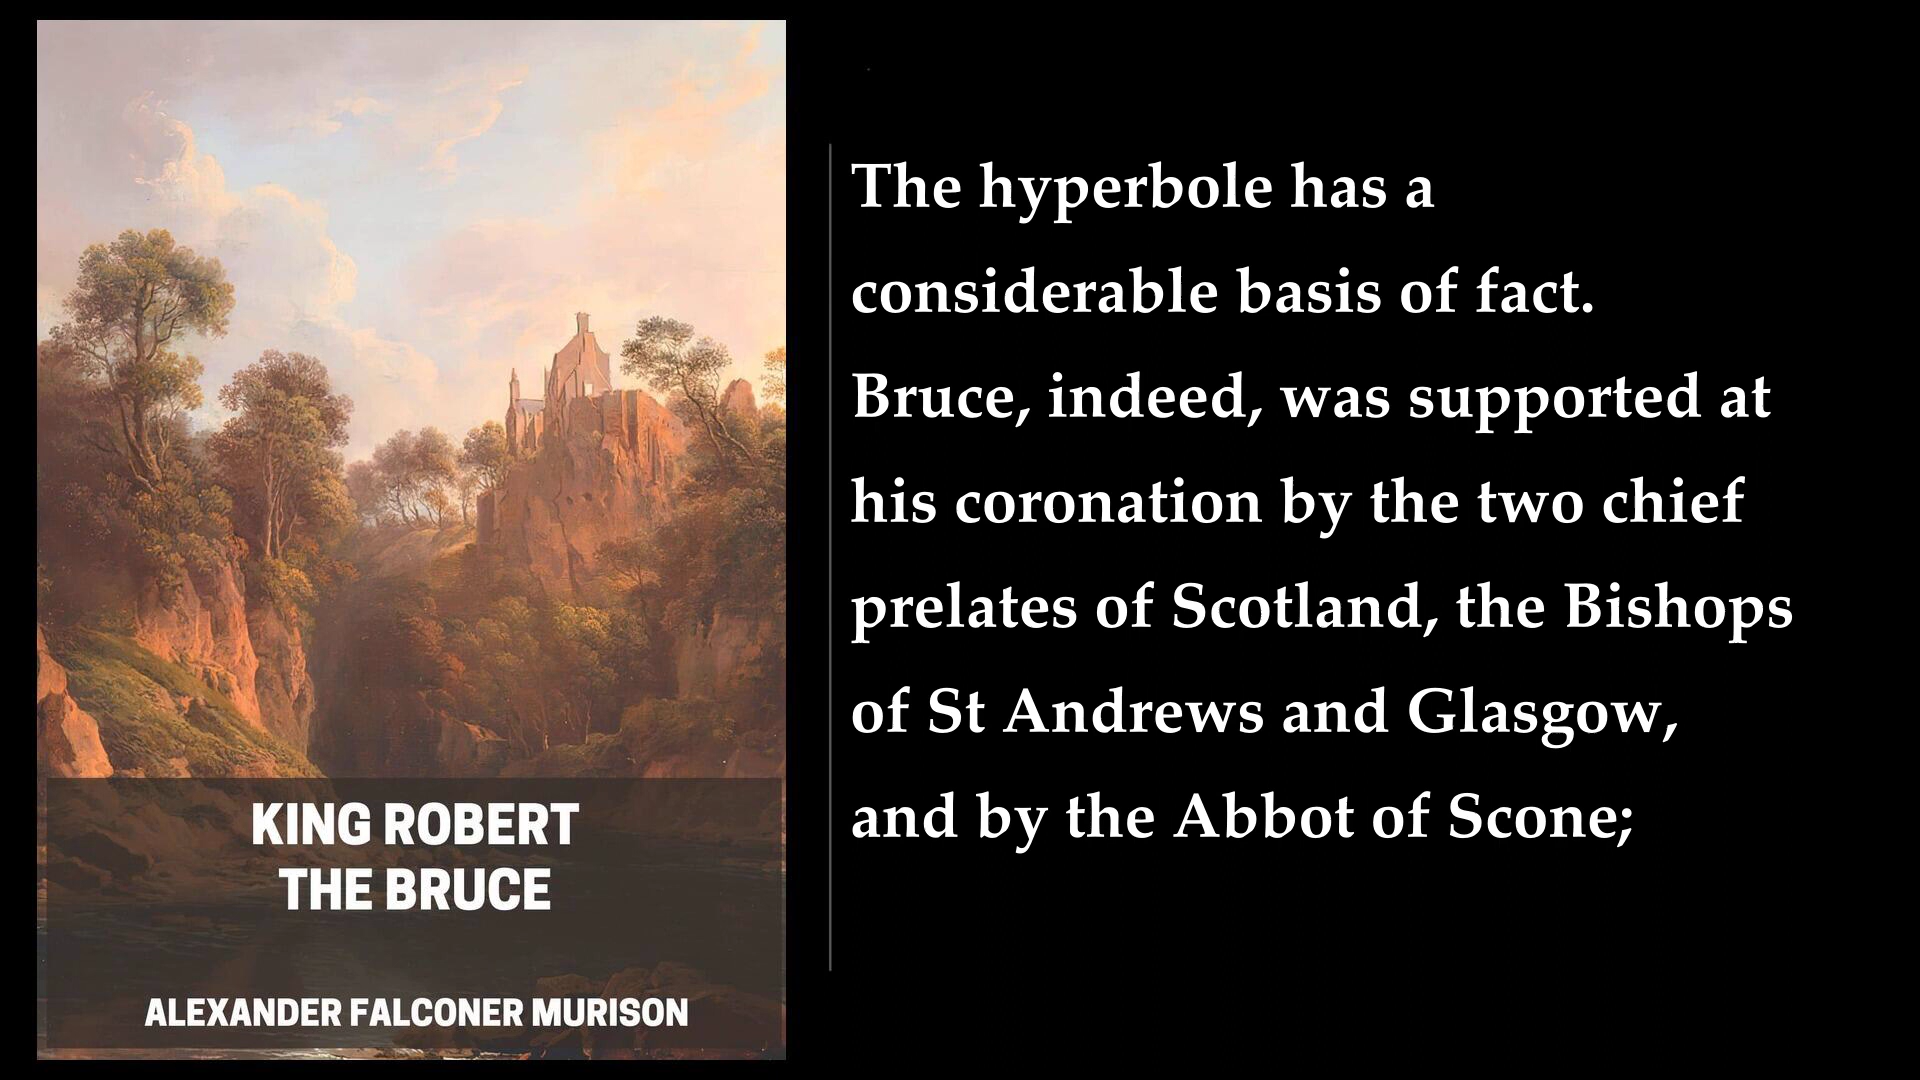 KING ROBERT
THE BRUCE
ALEXANDER FALCONER MURISON
The hyperbole has a
considerable basis of fact.
Bruce, indeed, was supported at
his coronation by the two chief
prelates of Scotland, the Bishops
of St Andrews and Glasgow,
and by the Abbot of Scone;